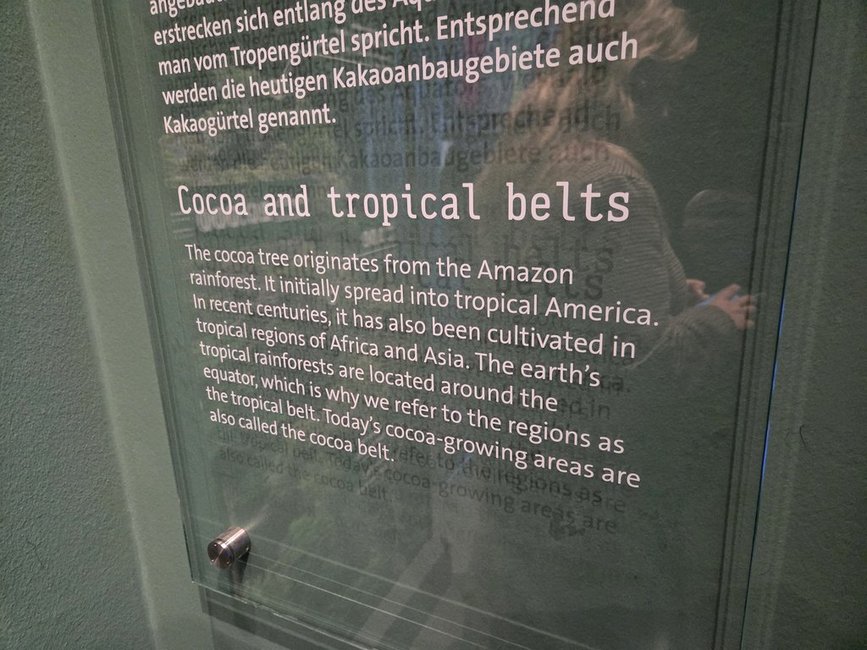 angebaut
erstrecken sich entlang des
man vom Tropengürtel spricht. Entsprechend
werden die heutigen Kakaoanbaugebiete auch
Kakaogürtel genannt.
Cocoa and tropical belts
The cocoa tree originates from the Amazon
rainforest. It initially spread into tropical America.
In recent centuries, it has also been cultivated in
tropical regions of Africa and Asia. The earth's
tropical rainforests are located around the
equator, which is why we refer to the regions as
the tropical belt. Today's cocoa-growing areas are
also called the cocoa belt.